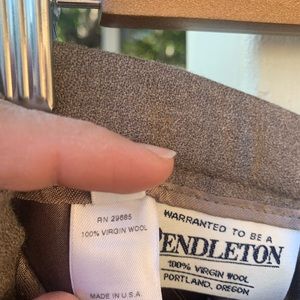 RN 29685
100% VIRGIN WOOL
MADE IN U.S.A.
WARRANTED TO BE A
PENDLETON
100% VIRGIN WOOL
PORTLAND, OREGON